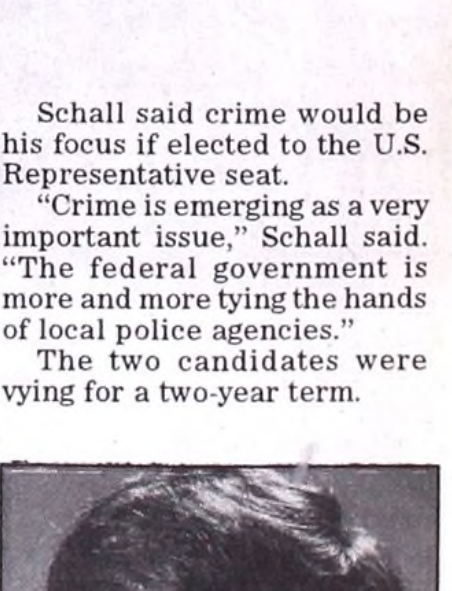 Schall said crime would be
his focus if elected to the U.S.
Representative seat.
“Crime is emerging as a very
important issue,” Schall said.
“The federal government is
more and more tying the hands
of local police agencies.”
The two candidates were
vying for a two-year term.